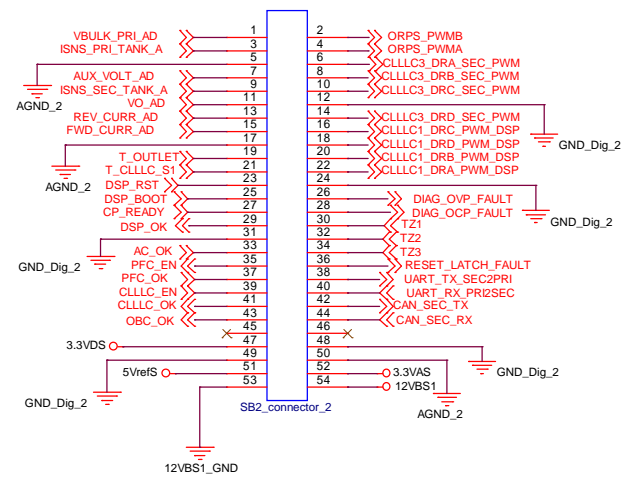 VBULK_PRI_AD 1 2 ORPS_PWMB
ISNS_PRI_TANK_A 3 4 ORPS_PWMA
5 6 CLLLC3_DRA_SEC_PWM
AUX_VOLT_AD 7 8 CLLLC3_DRB_SEC_PWM
AGND_2
ISNS_SEC_TANK_A 9 10 CLLLC3_DRC_SEC_PWM
VO_AD 11 12
REV_CURR_AD 13 14 CLLLC3_DRD_SEC_PWM
FWD_CURR_AD 15 16 CLLLC1_DRC_PWM_DSP
17 18 CLLLC1_DRD_PWM_DSP
GND_Dig_2
T_OUTLET 19 20 CLLLC1_DRB_PWM_DSP
T_CLLLC_S1 21 22 CLLLC1_DRA_PWM_DSP
AGND_2
DSP_RST 23 24
DSP_BOOT 25 26 DIAG_OVP_FAULT
CP_READY 27 28 DIAG_OCP_FAULT
DSP_OK 29 30 TZ1
GND_Dig_2
31 32 TZ2
AC_OK 33 34 TZ3
GND_Dig_2
PFC_EN 35 36 RESET_LATCH_FAULT
PFC_OK 37 38 UART_TX_SEC2PRI
CLLLC_EN 39 40 UART_RX_PRI2SEC
CLLLC_OK 41 42 CAN_SEC_TX
OBC_OK 43 44 CAN_SEC_RX
45 46
3.3VDS 47 48
49 50
5VrefS 51 52 3.3VAS
GND_Dig_2
53 54 12VBS1
GND_Dig_2
SB2_connector_2
AGND_2
12VBS1_GND